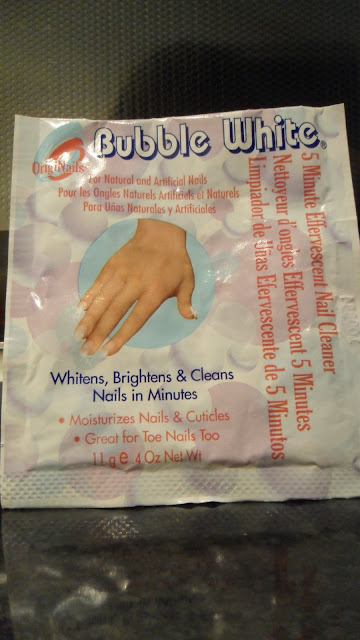 OrigiNails
Bubble White®
For Natural and Artificial Nails
Pour les Ongles Naturels Artificiels et Naturels
Para Uñas Naturales y Artificiales
5 Minute Effervescent Nail Cleaner
Nettoyeur d'ongles Effervescent 5 Minutes
Limpiador de Uñas Efervescente de 5 Minutos
Whitens, Brightens & Cleans
Nails in Minutes
• Moisturizes Nails & Cuticles
• Great for Toe Nails Too
11 g e .4 Oz Net Wt